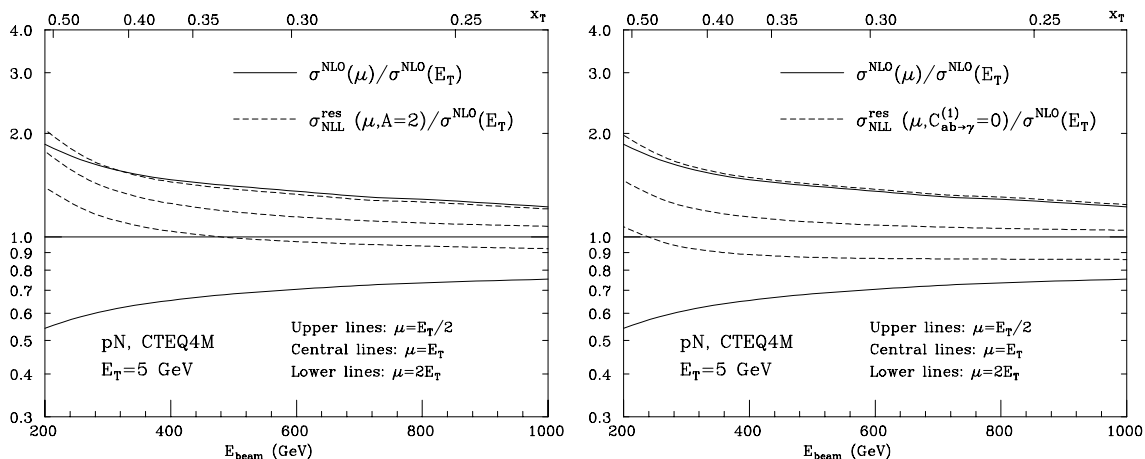 0.50 0.40 0.35 0.30 0.25 x_T
4.0
3.0
2.0
1.0
0.9
0.8
0.7
0.6
0.5
0.4
0.3
σ^NLO(μ)/σ^NLO(E_T)
σ^res_NLL (μ,A=2)/σ^NLO(E_T)
pN, CTEQ4M
E_T=5 GeV
Upper lines: μ=E_T/2
Central lines: μ=E_T
Lower lines: μ=2E_T
200 400 600 800 1000
E_beam (GeV)
0.50 0.40 0.35 0.30 0.25 x_T
4.0
3.0
2.0
1.0
0.9
0.8
0.7
0.6
0.5
0.4
0.3
σ^NLO(μ)/σ^NLO(E_T)
σ^res_NLL (μ,C^(1)_ab→γ=0)/σ^NLO(E_T)
pN, CTEQ4M
E_T=5 GeV
Upper lines: μ=E_T/2
Central lines: μ=E_T
Lower lines: μ=2E_T
200 400 600 800 1000
E_beam (GeV)